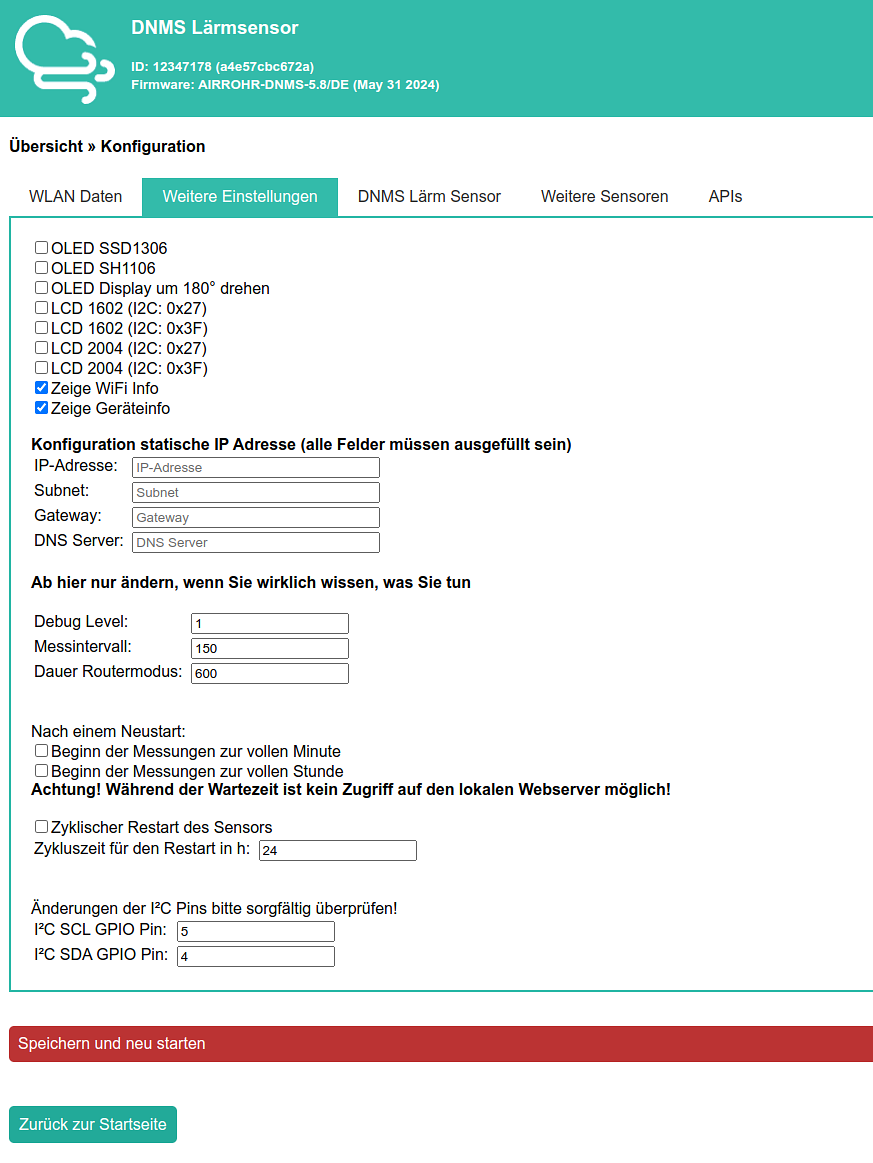 DNMS Lärmsensor
ID: 12347178 (a4e57cbc672a)
Firmware: AIRROHR-DNMS-5.8/DE (May 31 2024)
Übersicht » Konfiguration
WLAN Daten Weitere Einstellungen DNMS Lärm Sensor Weitere Sensoren APIs
OLED SSD1306
OLED SH1106
OLED Display um 180° drehen
LCD 1602 (I2C: 0x27)
LCD 1602 (I2C: 0x3F)
LCD 2004 (I2C: 0x27)
LCD 2004 (I2C: 0x3F)
Zeige WiFi Info
Zeige Geräteinfo
Konfiguration statische IP Adresse (alle Felder müssen ausgefüllt sein)
IP-Adresse: IP-Adresse
Subnet: Subnet
Gateway: Gateway
DNS Server: DNS Server
Ab hier nur ändern, wenn Sie wirklich wissen, was Sie tun
Debug Level: 1
Messintervall: 150
Dauer Routermodus: 600
Nach einem Neustart:
Beginn der Messungen zur vollen Minute
Beginn der Messungen zur vollen Stunde
Achtung! Während der Wartezeit ist kein Zugriff auf den lokalen Webserver möglich!
Zyklischer Restart des Sensors
Zykluszeit für den Restart in h: 24
Änderungen der I²C Pins bitte sorgfältig überprüfen!
I²C SCL GPIO Pin: 5
I²C SDA GPIO Pin: 4
Speichern und neu starten
Zurück zur Startseite